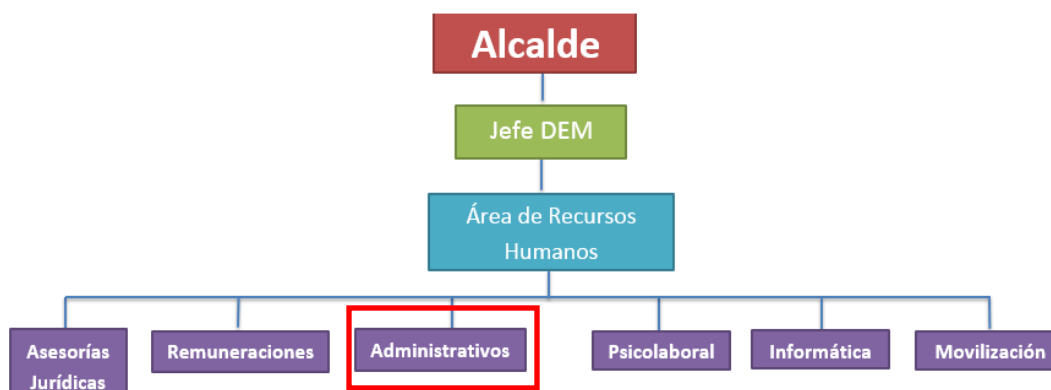 Alcalde
Jefe DEM
Área de Recursos
Humanos
Asesorías
Jurídicas
Remuneraciones
Administrativos
Psicolaboral
Informática
Movilización